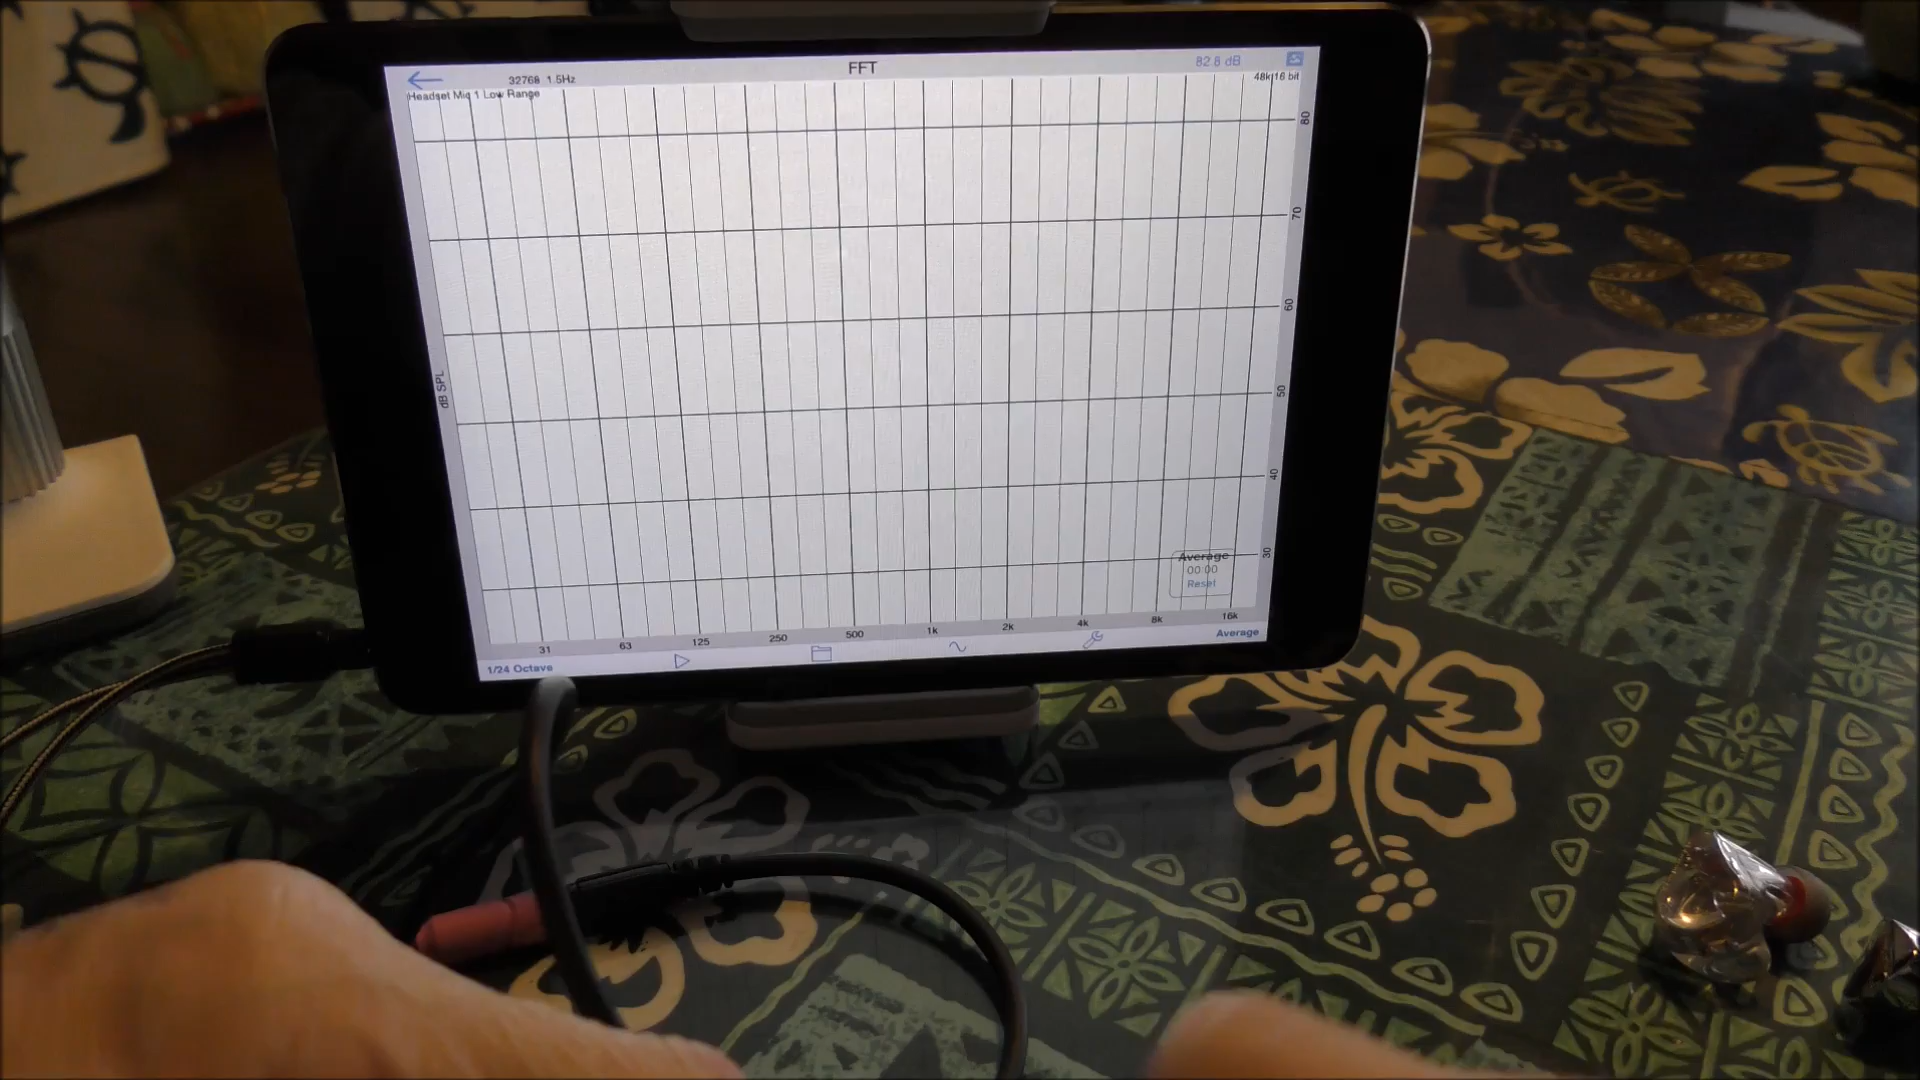 32768 1.5Hz
FFT
82.8 dB
Headset Mic 1 Low Range
48k/16 bit
80
70
60
50
40
30
dB SPL
Average
00:00
Reset
31 63 125 250 500 1k 2k 4k 8k 16k
1/24 Octave
Average